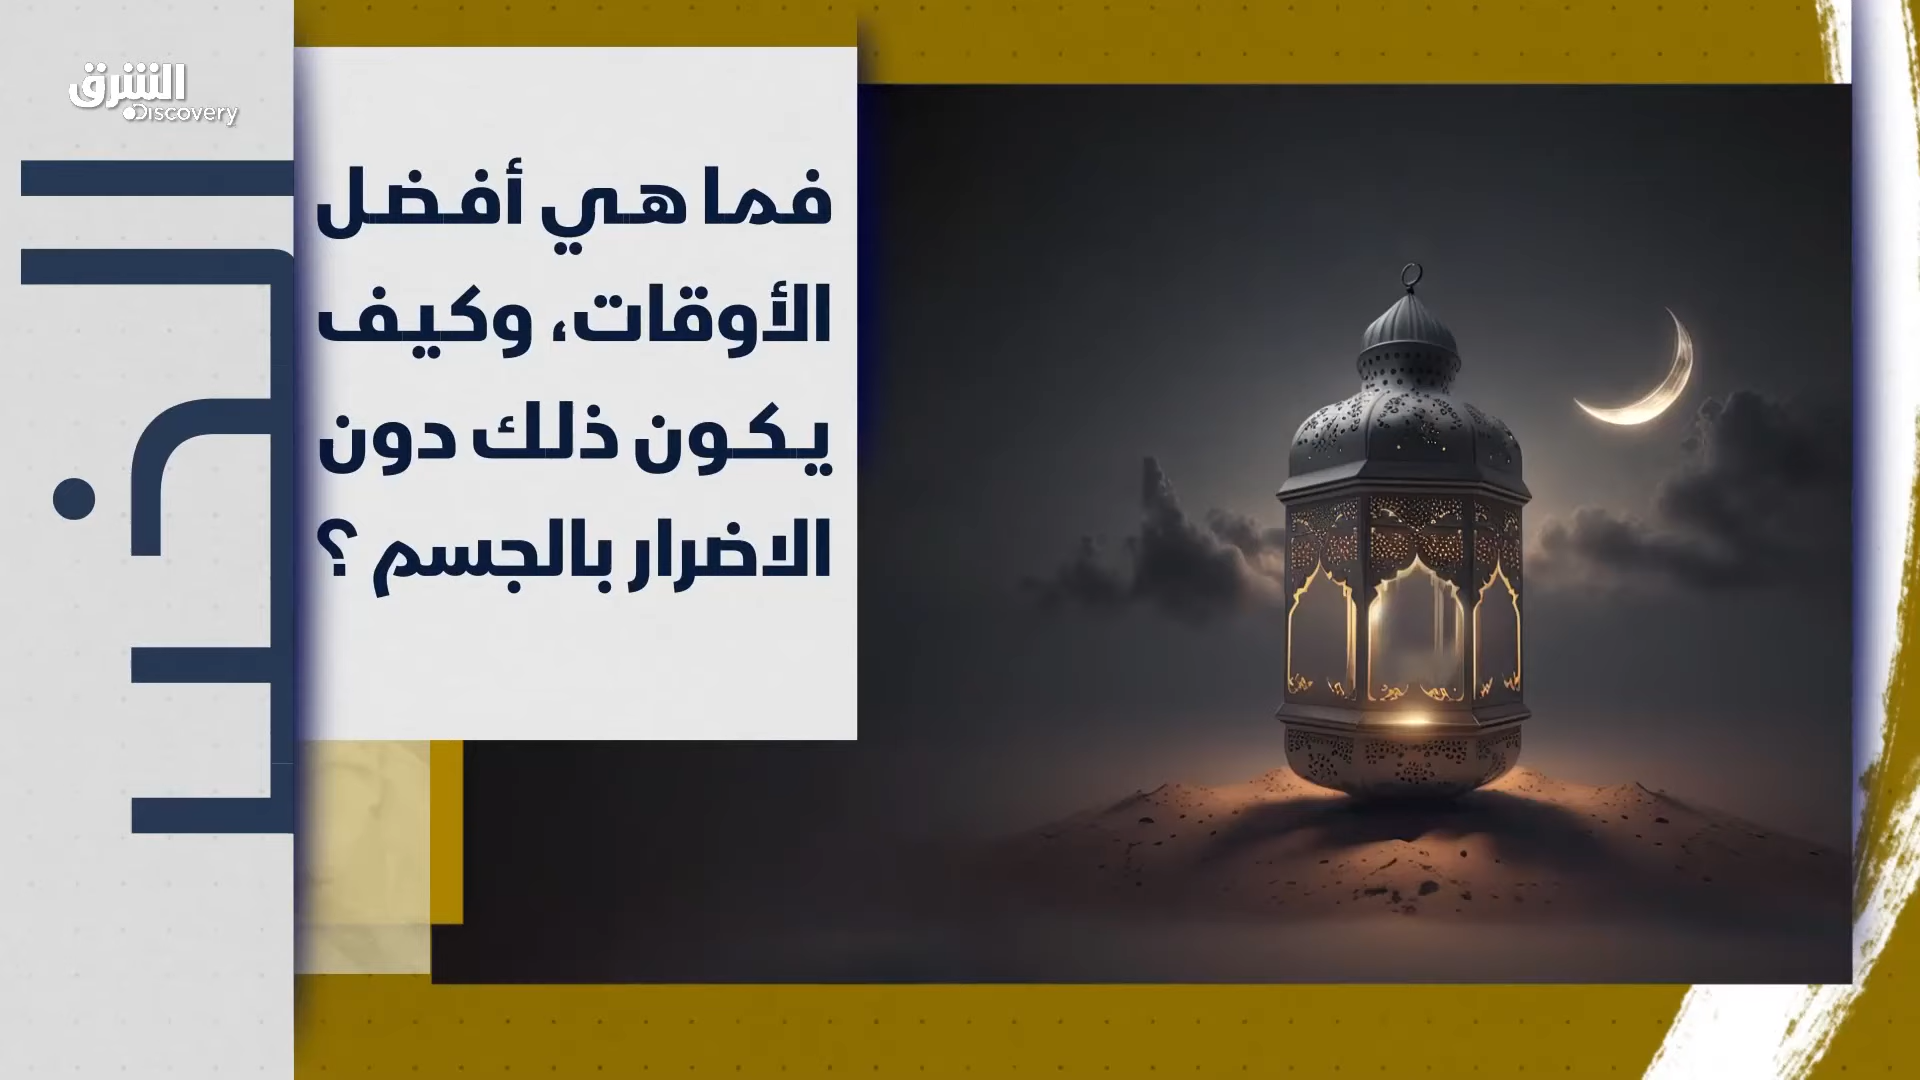 الشرق
Discovery
فما هي أفضل
الأوقات، وكيف
يكون ذلك دون
الاضرار بالجسم ؟